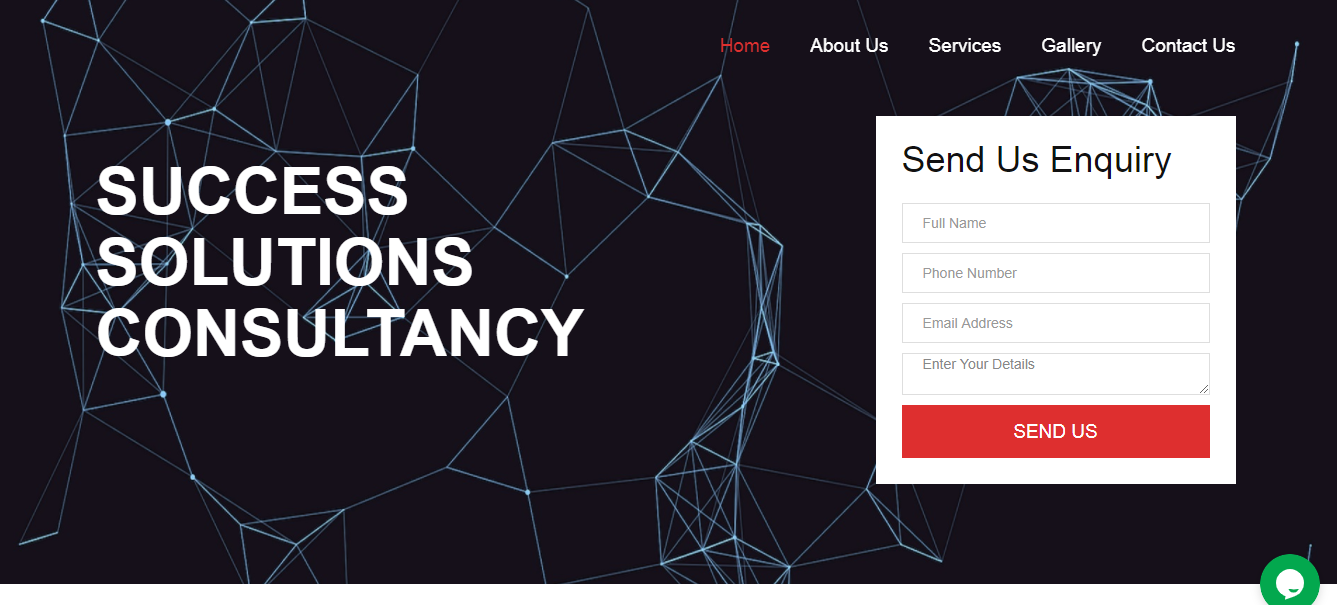 Home About Us Services Gallery Contact Us
SUCCESS
SOLUTIONS
CONSULTANCY
Send Us Enquiry
Full Name
Phone Number
Email Address
Enter Your Details
SEND US